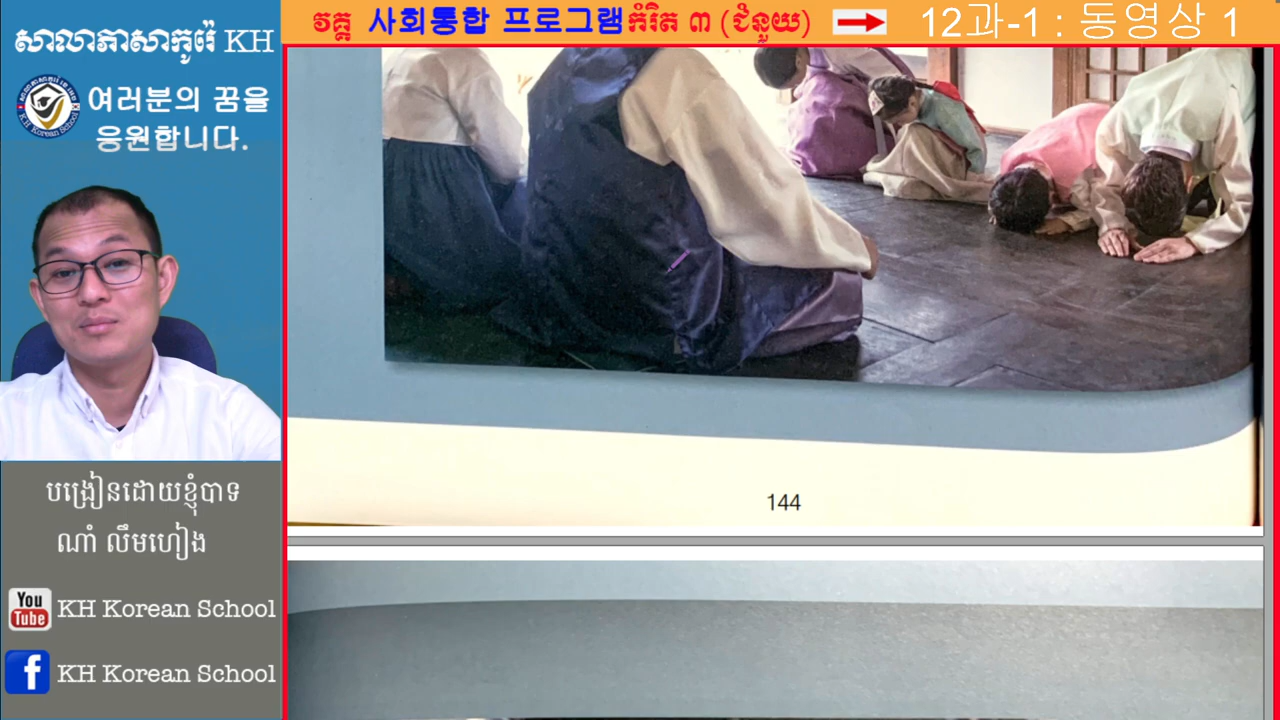 សាលាភាសាកូរ៉េ KH
여러분의 꿈을
응원합니다.
វគ្គ 사회통합 프로그램 កំរិត ៣ (ជំនួយ)
12과-1 : 동영상 1
144
បង្រៀនដោយខ្ញុំបាទ
ណាំ លឹមហៀង
You Tube KH Korean School
f KH Korean School